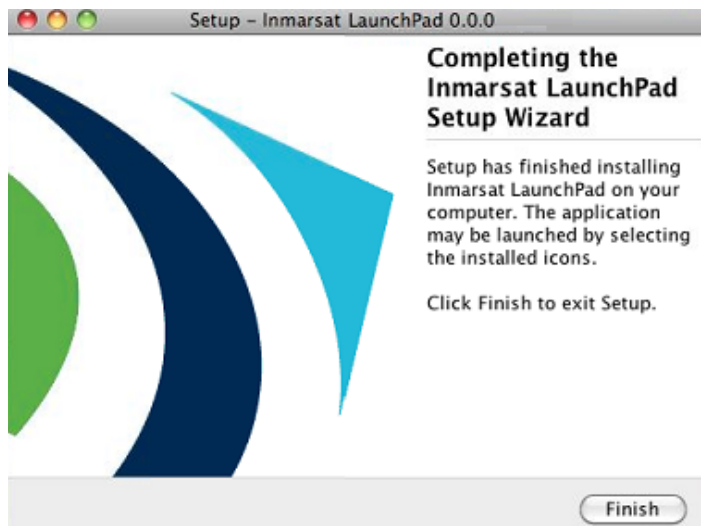 Setup – Inmarsat LaunchPad 0.0.0
Completing the
Inmarsat LaunchPad
Setup Wizard
Setup has finished installing
Inmarsat LaunchPad on your
computer. The application
may be launched by selecting
the installed icons.
Click Finish to exit Setup.
Finish